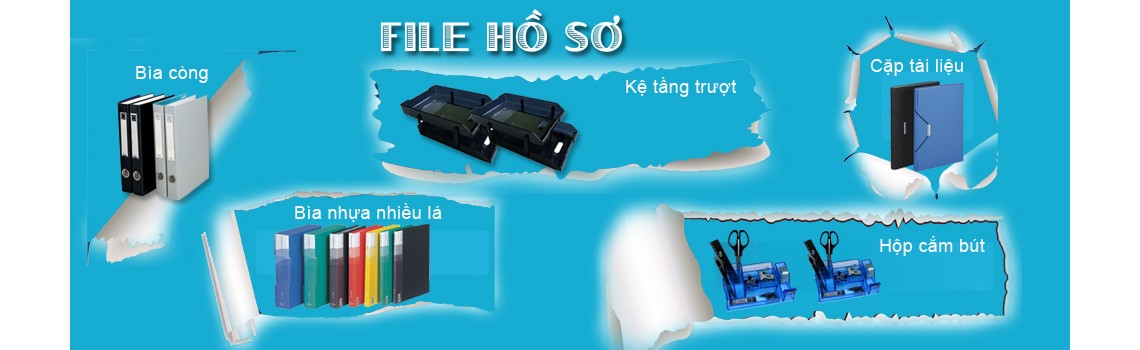 FILE HỒ SƠ
Bìa còng
Kệ tầng trượt
Cặp tài liệu
Bìa nhựa nhiều lá
Hộp cắm bút